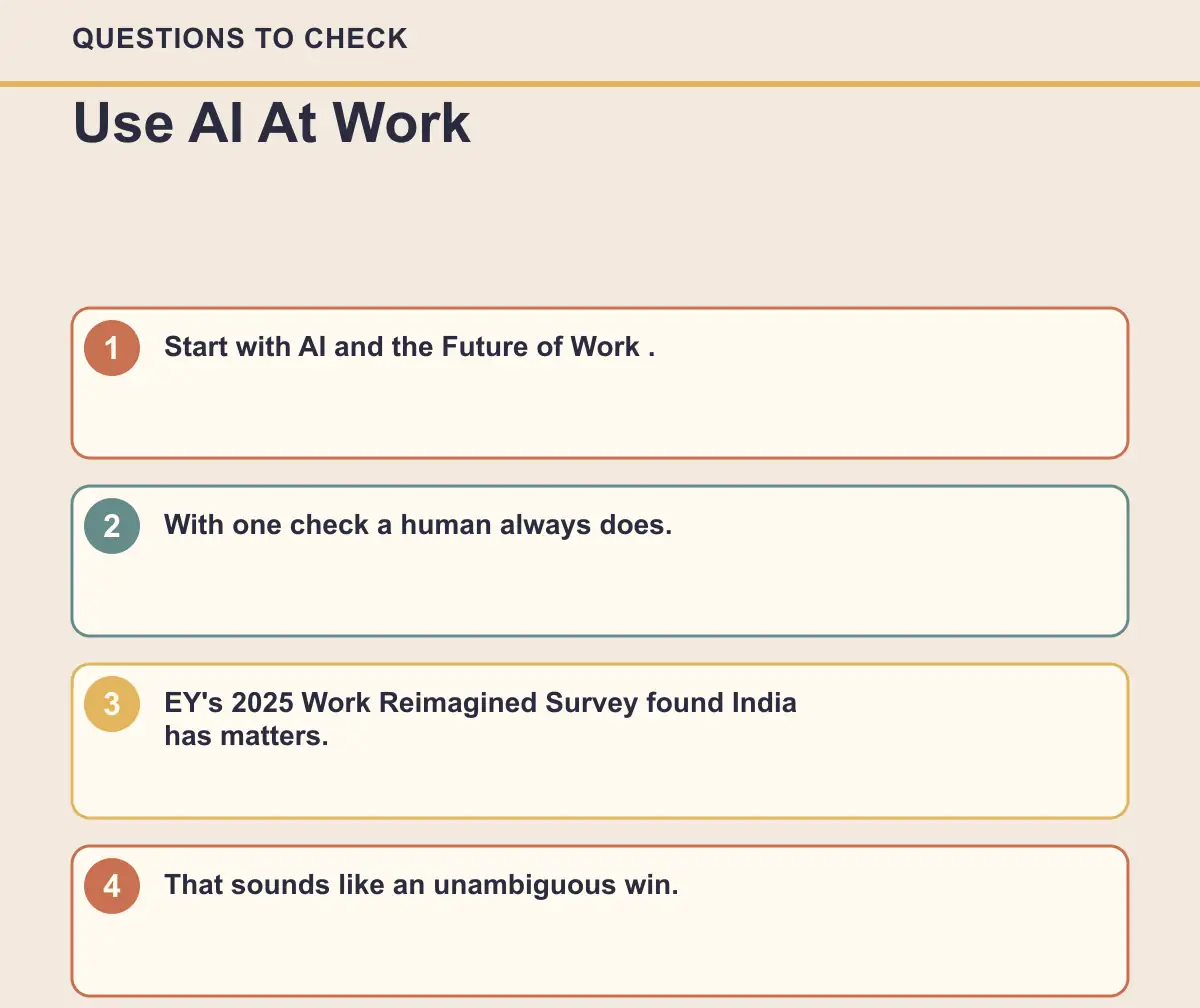 QUESTIONS TO CHECK
Use AI At Work
1
Start with AI and the Future of Work .
2
With one check a human always does.
3
EY's 2025 Work Reimagined Survey found India
has matters.
4
That sounds like an unambiguous win.